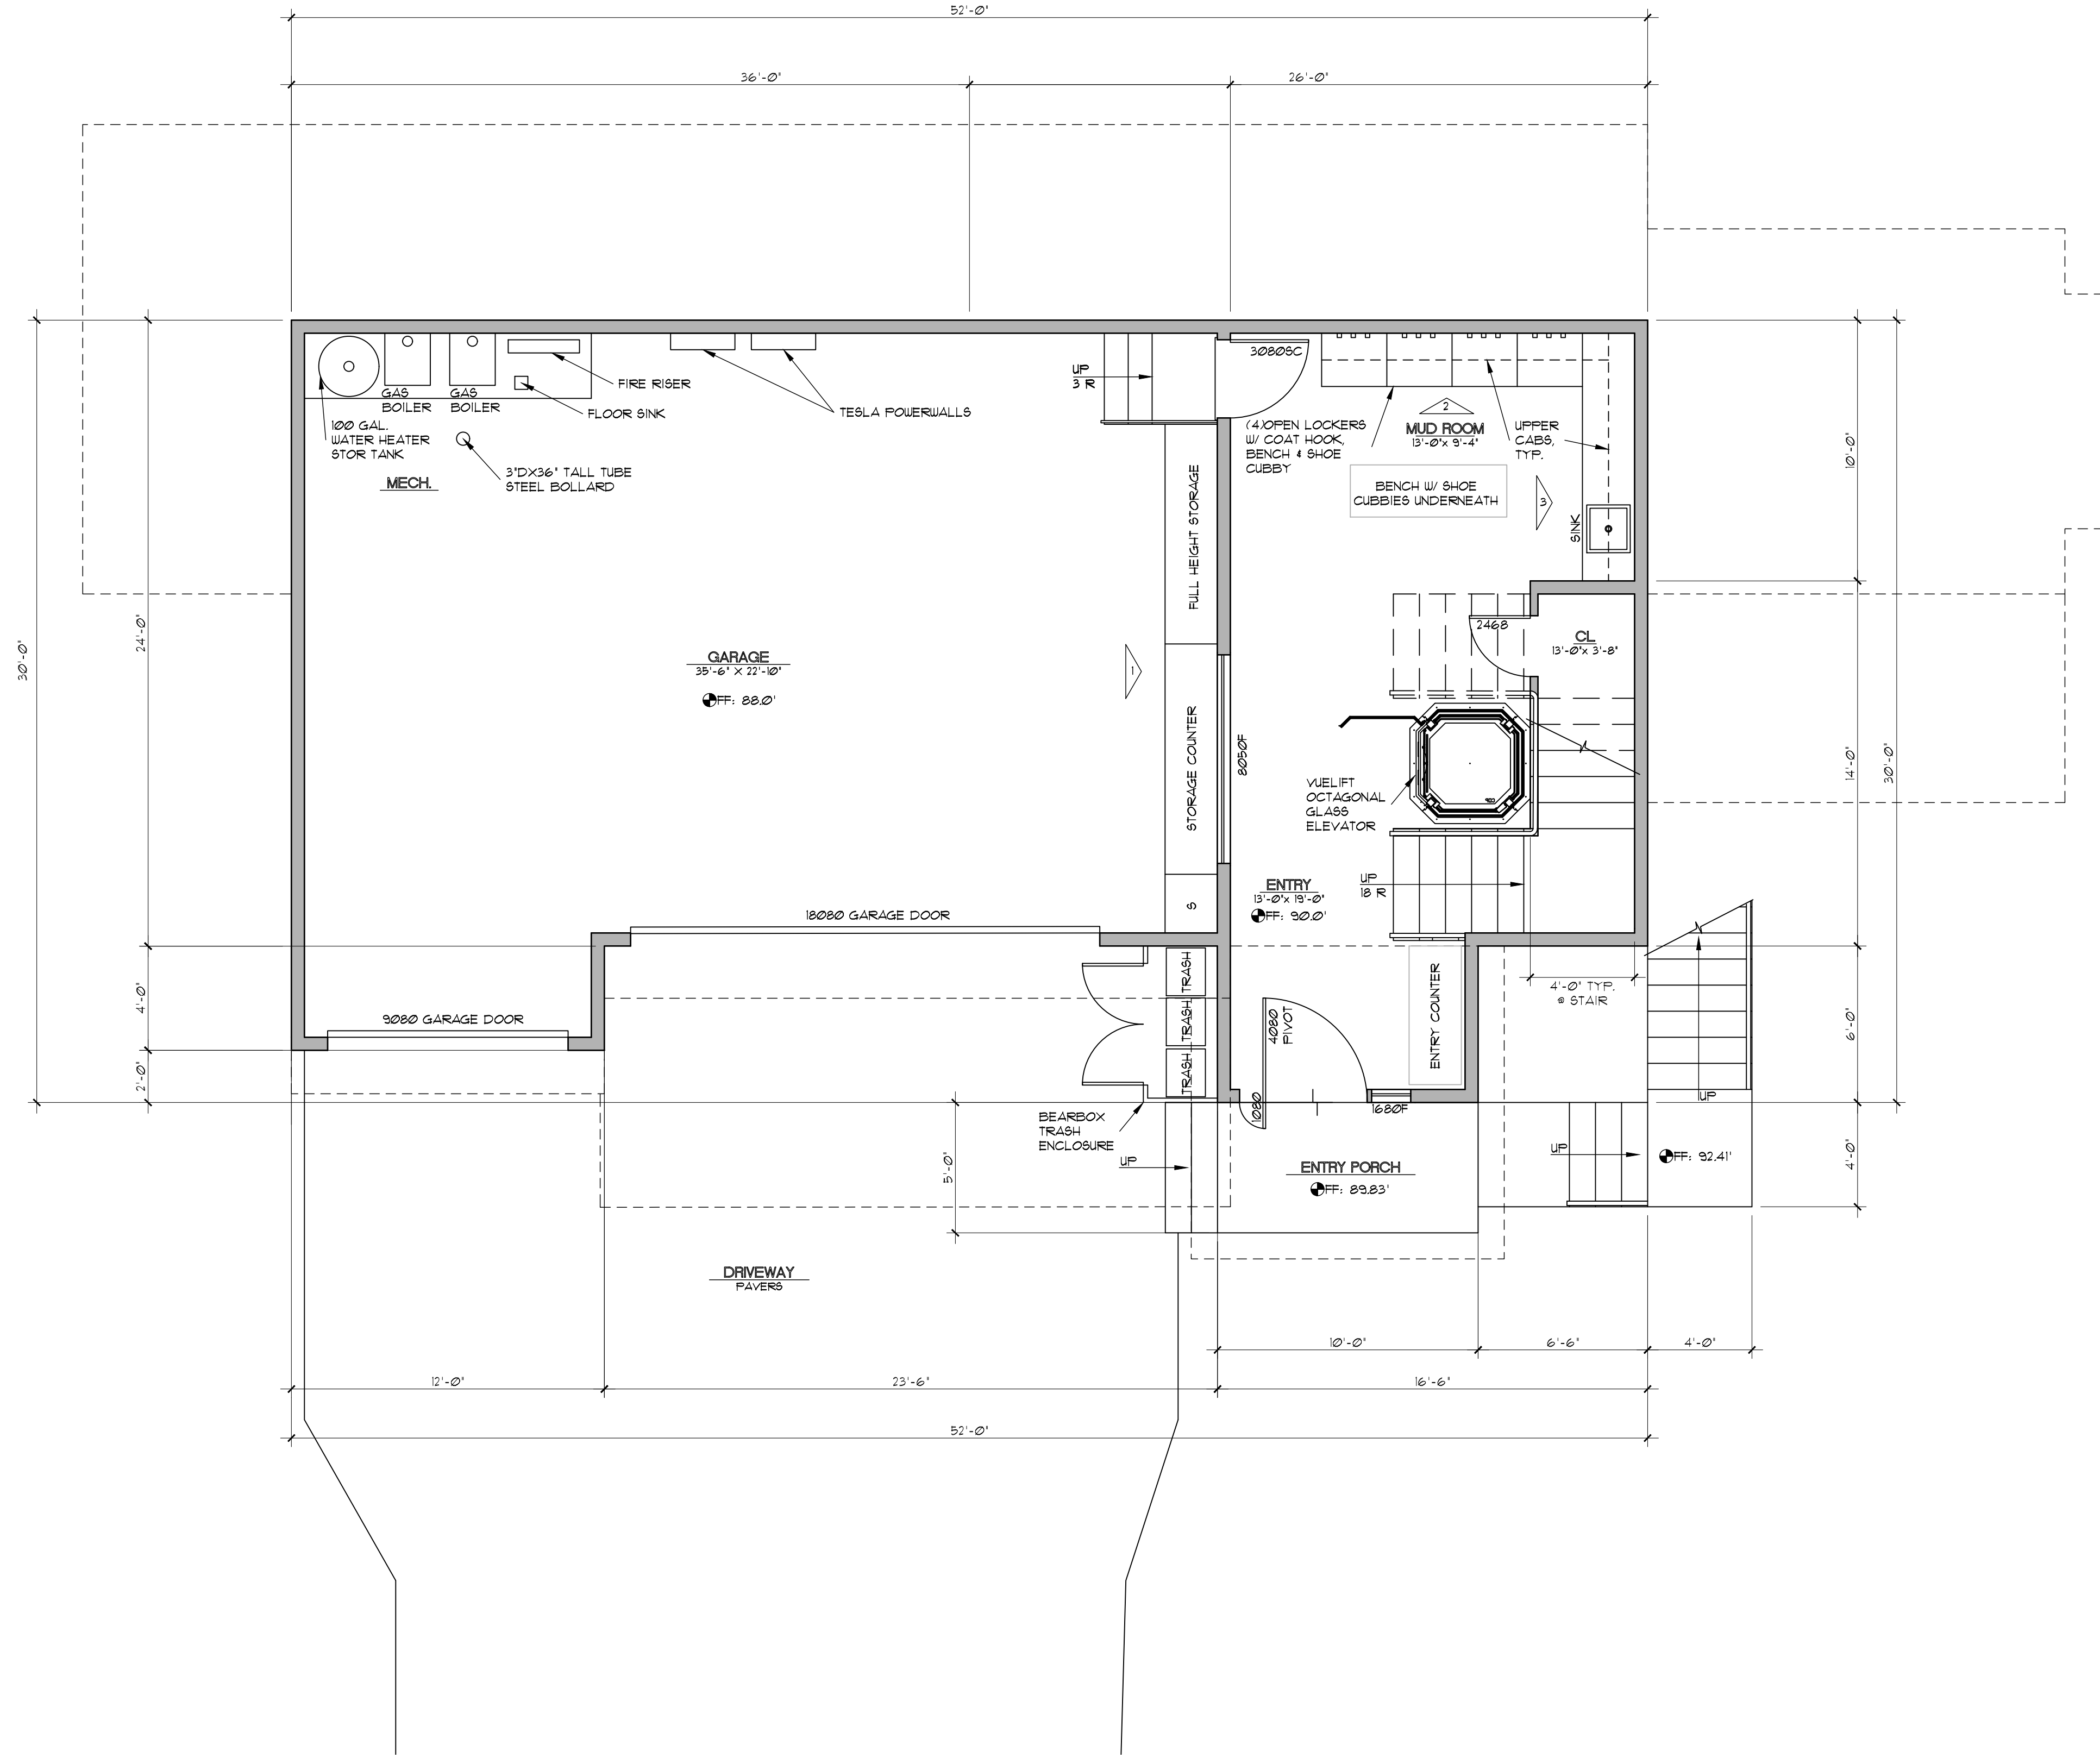 52'-0"
36'-0"
26'-0"
GAS
BOILER
GAS
BOILER
FIRE RISER
FLOOR SINK
100 GAL.
WATER HEATER
STOR TANK
MECH.
3"DX36" TALL TUBE
STEEL BOLLARD
TESLA POWERWALLS
UP
3 R
3080SC
(4)OPEN LOCKERS
W/ COAT HOOK,
BENCH & SHOE
CUBBY
2
MUD ROOM
13'-0"x 9'-4"
UPPER
CABS,
TYP.
BENCH W/ SHOE
CUBBIES UNDERNEATH
3
SINK
FULL HEIGHT STORAGE
10'-0"
30'-0"
24'-0"
GARAGE
35'-6" X 22'-10"
FF: 88.0'
1
STORAGE COUNTER
8050F
2468
CL
13'-0"x 3'-8"
VUELIFT
OCTAGONAL
GLASS
ELEVATOR
14'-0"
30'-0"
ENTRY
13'-0"x 19'-0"
FF: 90.0'
UP
18 R
S
18080 GARAGE DOOR
9080 GARAGE DOOR
4'-0"
2'-0"
TRASH
TRASH
TRASH
4080
PIVOT
ENTRY COUNTER
4'-0" TYP.
@ STAIR
6'-0"
UP
1080
1680F
BEARBOX
TRASH
ENCLOSURE
UP
5'-0"
ENTRY PORCH
FF: 89.83'
UP
FF: 92.41'
4'-0"
DRIVEWAY
PAVERS
10'-0"
6'-6"
4'-0"
12'-0"
23'-6"
16'-6"
52'-0"